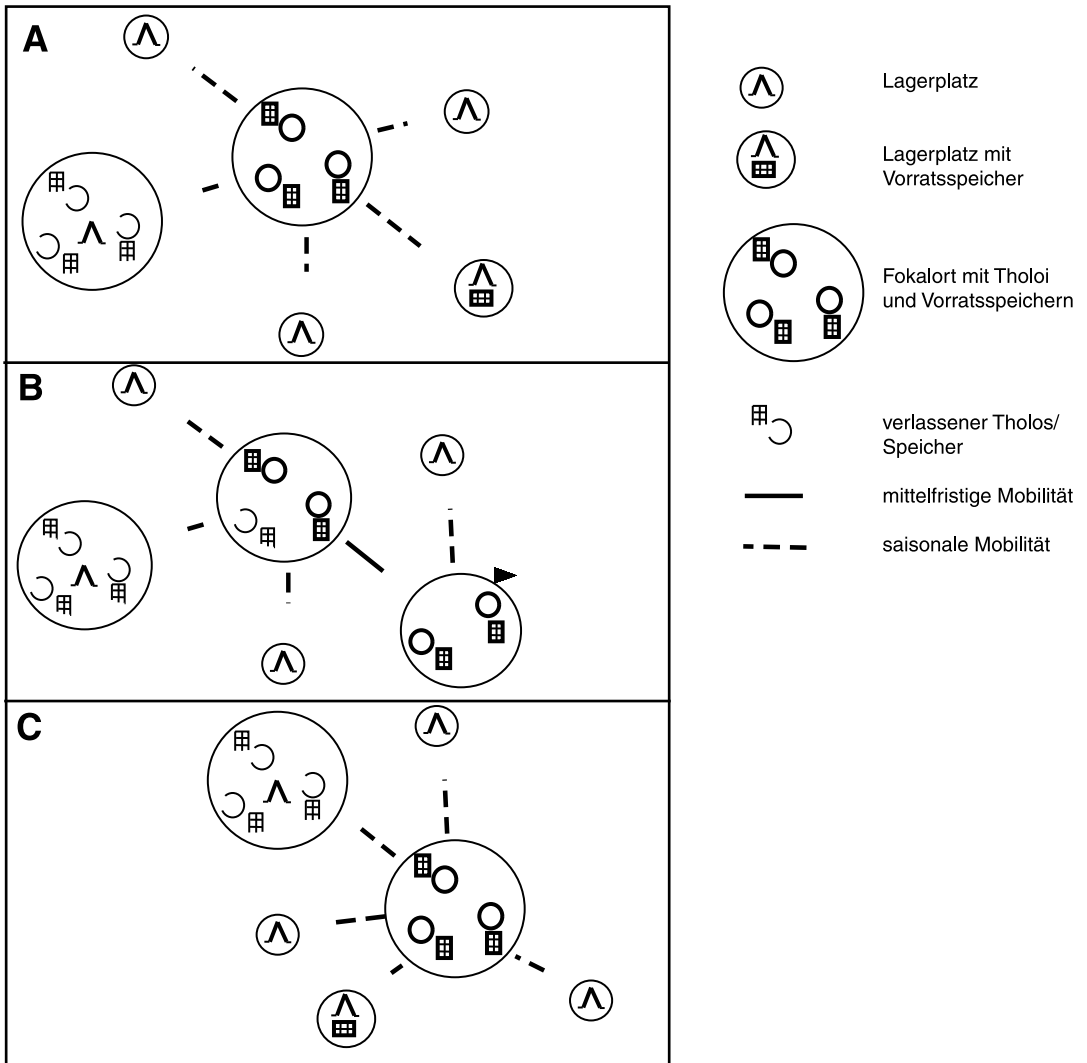 A
B
C
Lagerplatz
Lagerplatz mit
Vorratsspeicher
Fokalort mit Tholoi
und Vorratsspeichern
verlassener Tholos/
Speicher
mittelfristige Mobilität
saisonale Mobilität